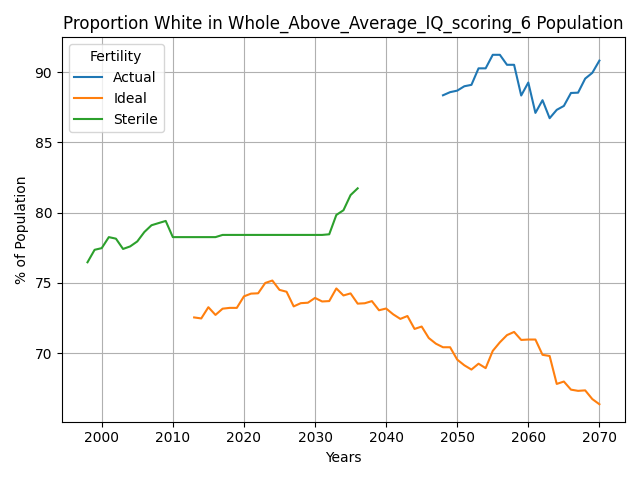 Proportion White in Whole_Above_Average_IQ_scoring_6 Population
Fertility
Actual
Ideal
Sterile
90
85
80
75
70
% of Population
2000 2010 2020 2030 2040 2050 2060 2070
Years